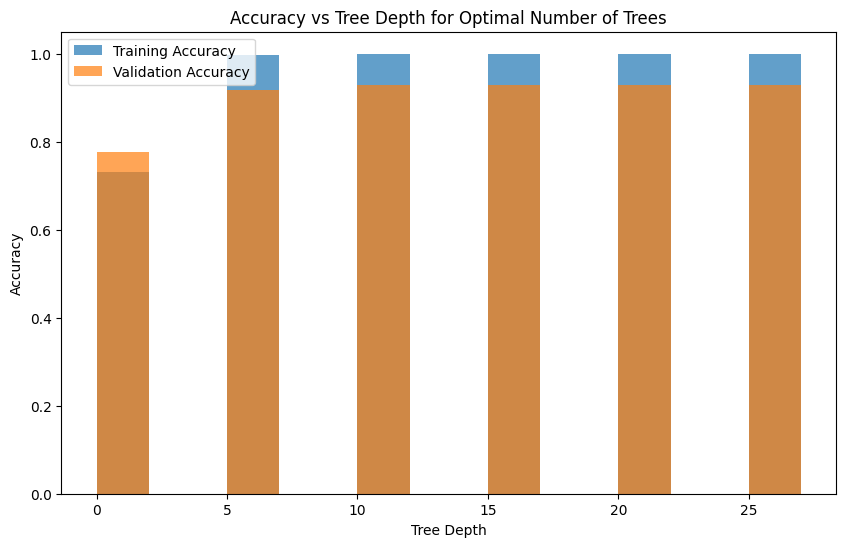 Accuracy vs Tree Depth for Optimal Number of Trees
Training Accuracy
Validation Accuracy
1.0
0.8
0.6
0.4
0.2
0.0
Accuracy
0 5 10 15 20 25
Tree Depth